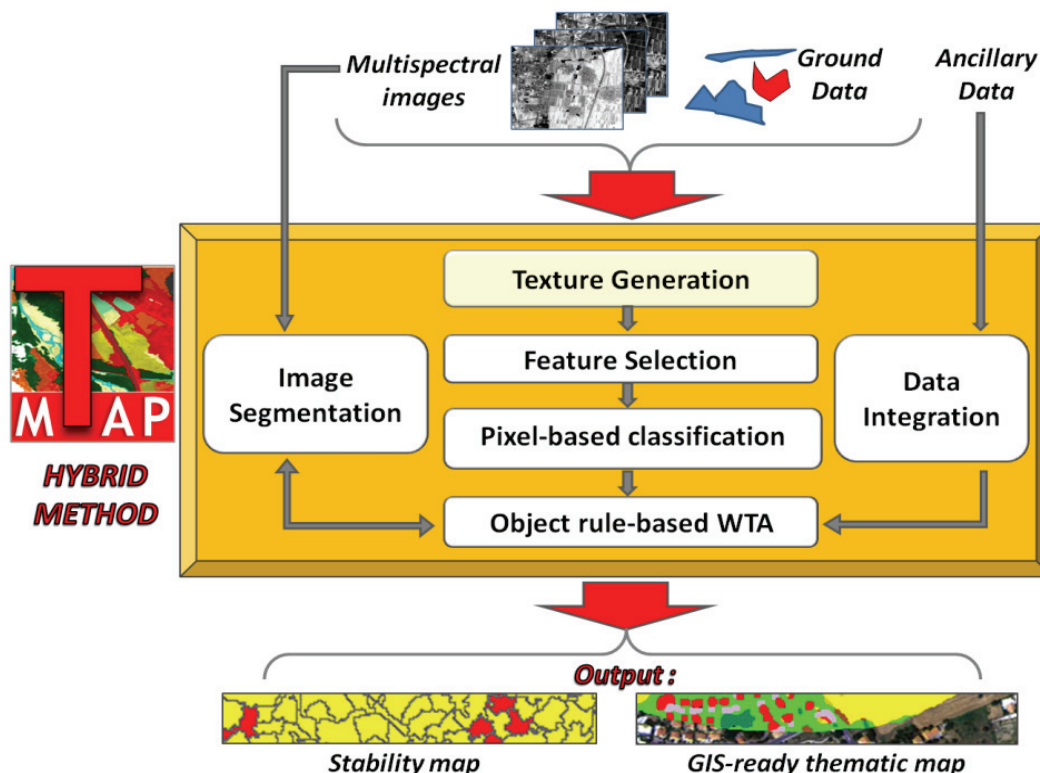 Multispectral
images
Ground
Data
Ancillary
Data
Texture Generation
Feature Selection
Pixel-based classification
Object rule-based WTA
Image
Segmentation
Data
Integration
T
MAP
HYBRID
METHOD
Output :
Stability map
GIS-ready thematic map